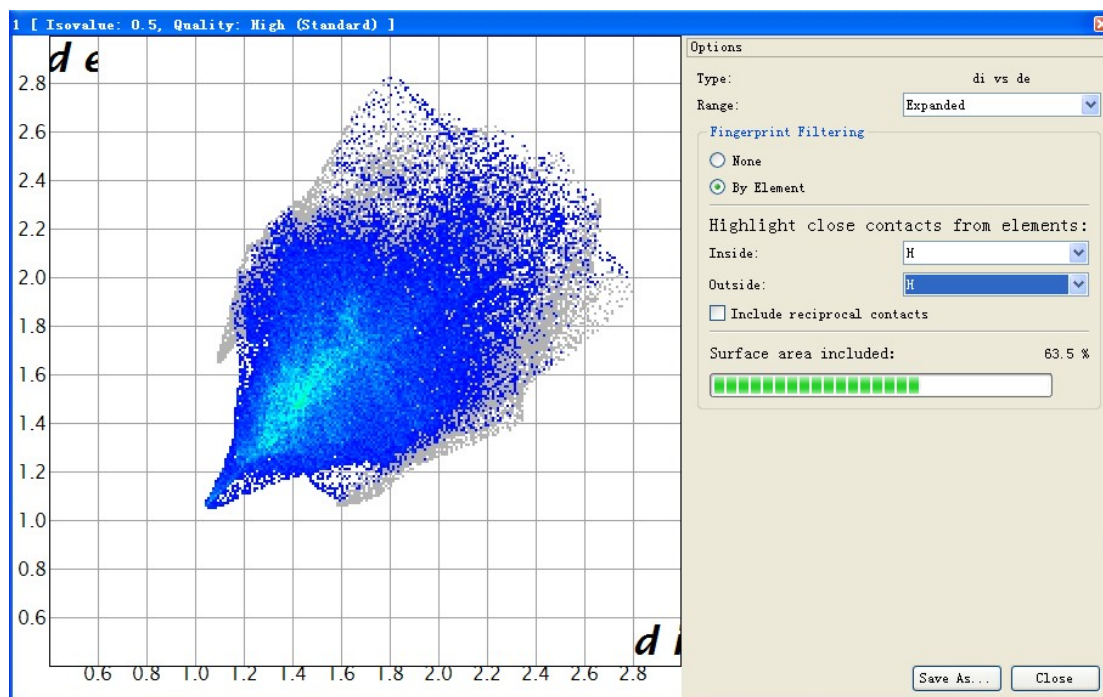 1 [ Isovalue: 0.5, Quality: High (Standard) ]
d e
2.8
2.6
2.4
2.2
2.0
1.8
1.6
1.4
1.2
1.0
0.8
0.6
d i
0.6 0.8 1.0 1.2 1.4 1.6 1.8 2.0 2.2 2.4 2.6 2.8
Options
Type: di vs de
Range: Expanded
Fingerprint Filtering
None
By Element
Highlight close contacts from elements:
Inside: H
Outside: H
Include reciprocal contacts
Surface area included: 63.5 %
Save As... Close